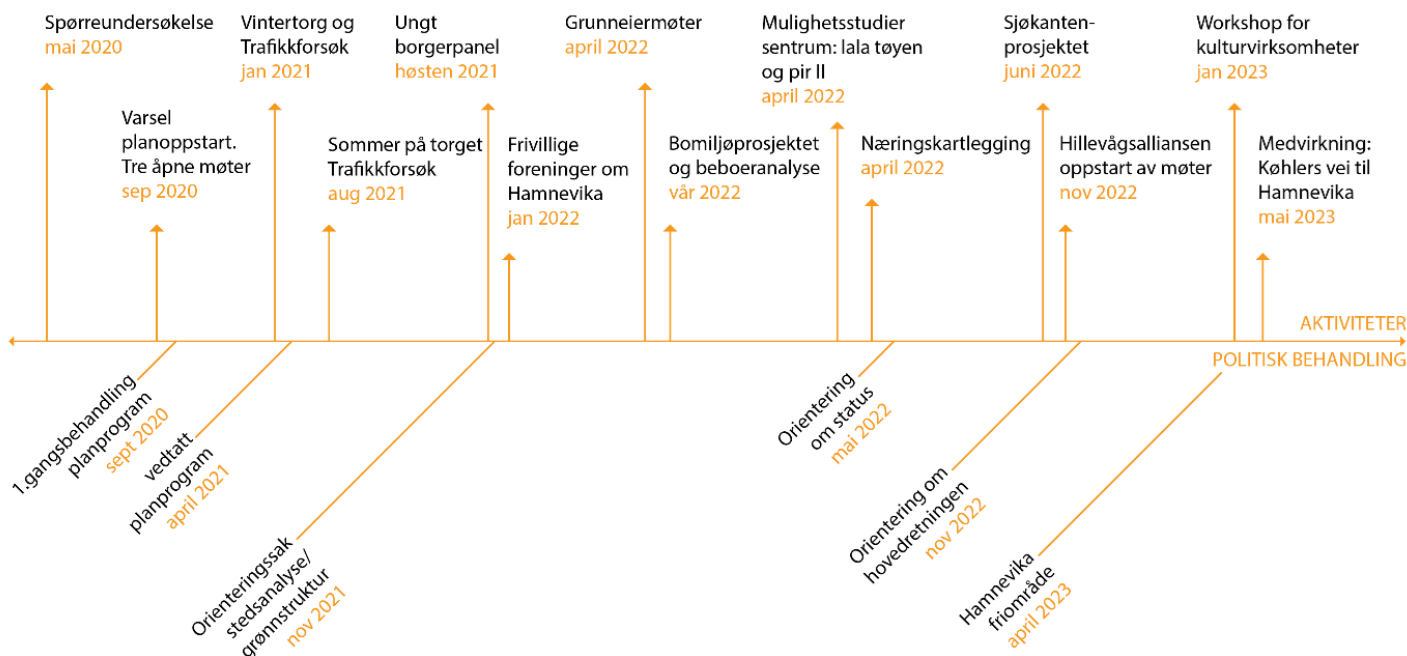 Spørreundersøkelse
mai 2020
Varsel
planoppstart.
Tre åpne møter
sep 2020
Vintertorg og
Trafikkforsøk
jan 2021
Sommer på torget
Trafikkforsøk
aug 2021
Ungt
borgerpanel
høsten 2021
Frivillige
foreninger om
Hamnevika
jan 2022
Grunneiermøter
april 2022
Bomiljøprosjektet
og beboeranalyse
vår 2022
Mulighetsstudier
sentrum: lala tøyen
og pir II
april 2022
Næringskartlegging
april 2022
Sjøkanten-
prosjektet
juni 2022
Hillevågsalliansen
oppstart av møter
nov 2022
Workshop for
kulturvirksomheter
jan 2023
Medvirkning:
Køhlers vei til
Hamnevika
mai 2023
AKTIVITETER
POLITISK BEHANDLING
1.gangsbehandling
planprogram
sept 2020
vedtatt
planprogram
april 2021
Orienteringssak
stedsanalyse/
grønnstruktur
nov 2021
Orientering
om status
mai 2022
Orientering om
hovedretningen
nov 2022
Hamnevika
friområde
april 2023